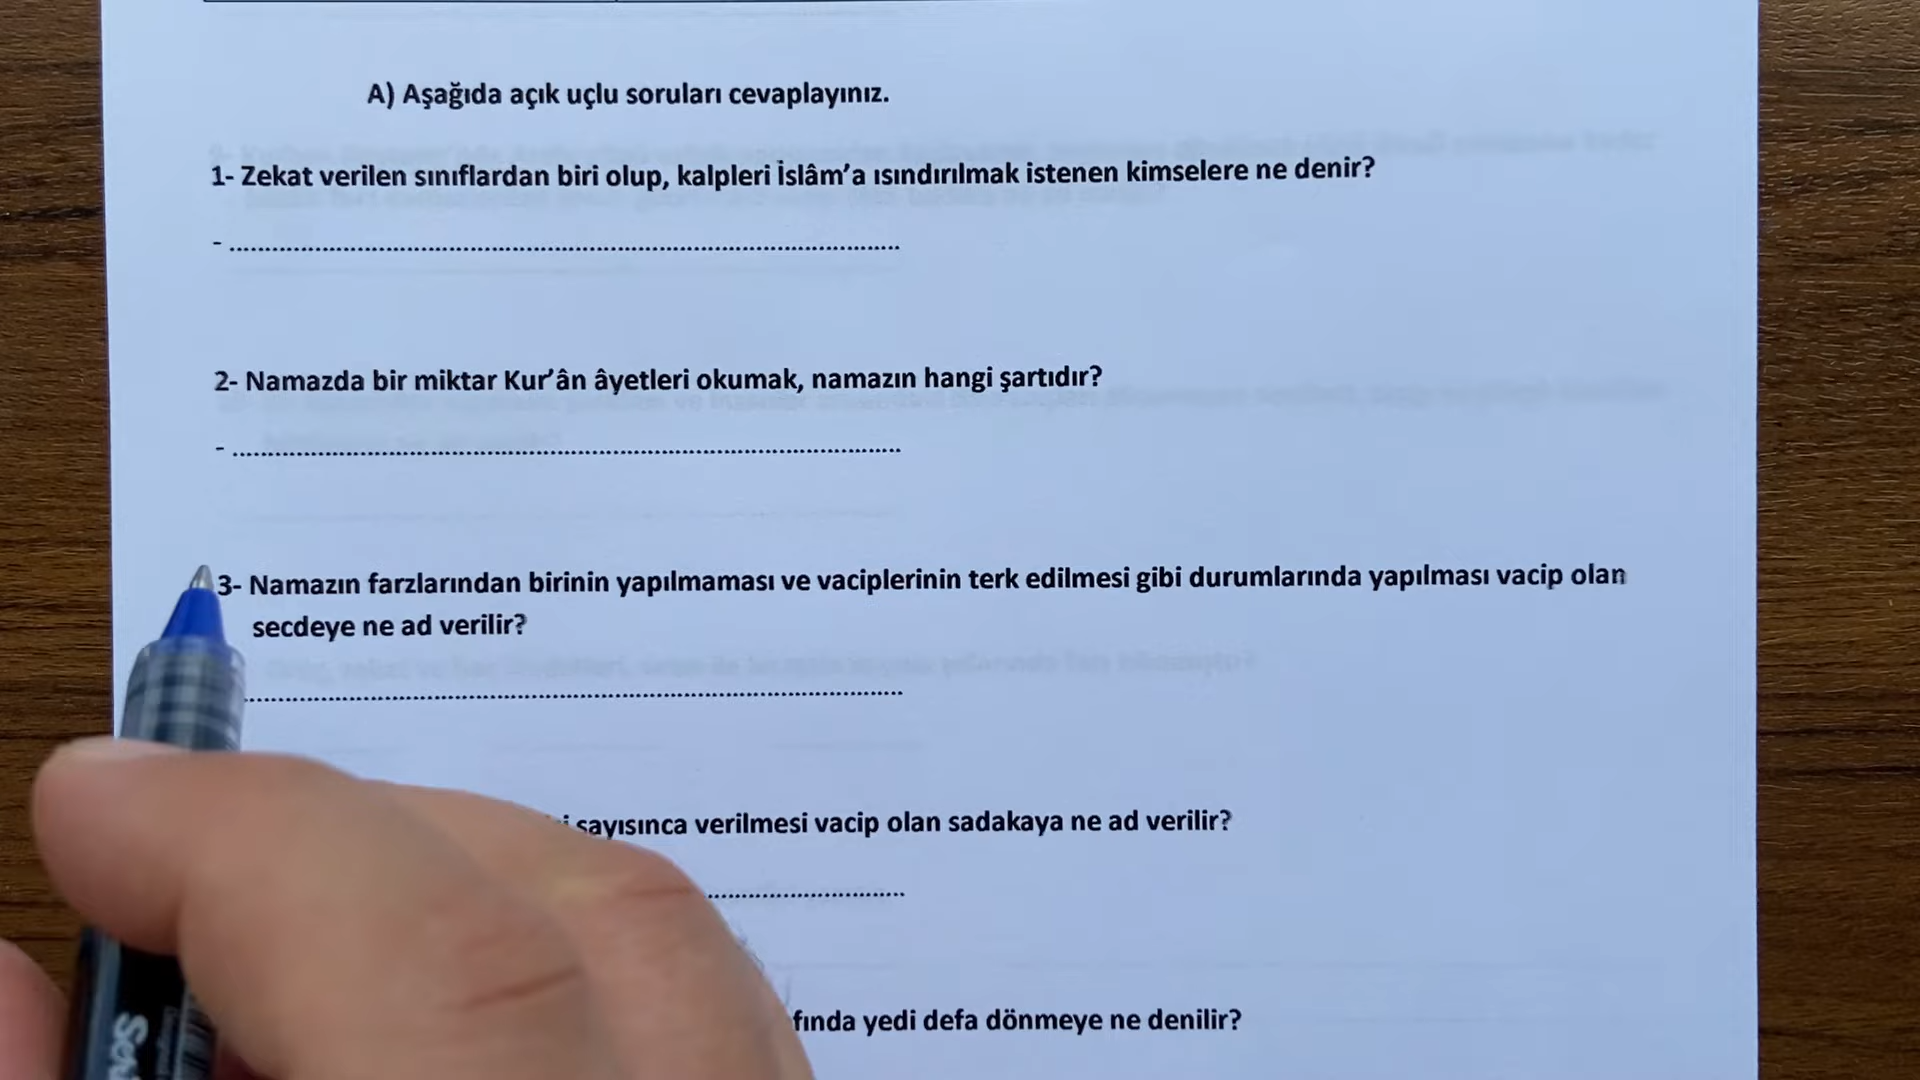 A) Aşağıda açık uçlu soruları cevaplayınız.
1- Zekat verilen sınıflardan biri olup, kalpleri İslâm’a ısındırılmak istenen kimselere ne denir?
- ....................................................................................................
2- Namazda bir miktar Kur’ân âyetleri okumak, namazın hangi şartıdır?
- ....................................................................................................
3- Namazın farzlarından birinin yapılmaması ve vaciplerinin terk edilmesi gibi durumlarında yapılması vacip olan
secdeye ne ad verilir?
....................................................................................................
sayısınca verilmesi vacip olan sadakaya ne ad verilir?
..............................
yedi defa dönmeye ne denilir?